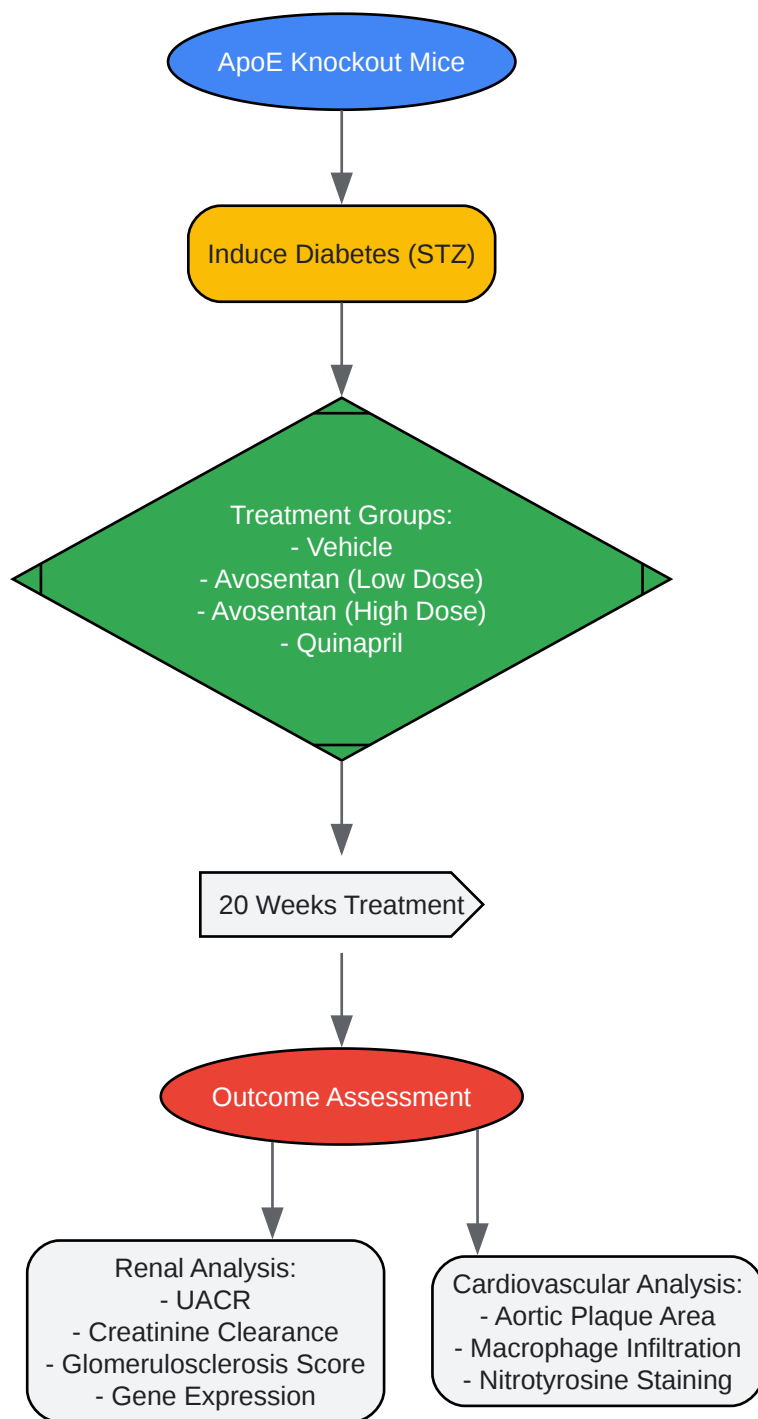 ApoE Knockout Mice
Induce Diabetes (STZ)
Treatment Groups:
- Vehicle
- Avosentan (Low Dose)
- Avosentan (High Dose)
- Quinapril
20 Weeks Treatment
Outcome Assessment
Renal Analysis:
- UACR
- Creatinine Clearance
- Glomerulosclerosis Score
- Gene Expression
Cardiovascular Analysis:
- Aortic Plaque Area
- Macrophage Infiltration
- Nitrotyrosine Staining